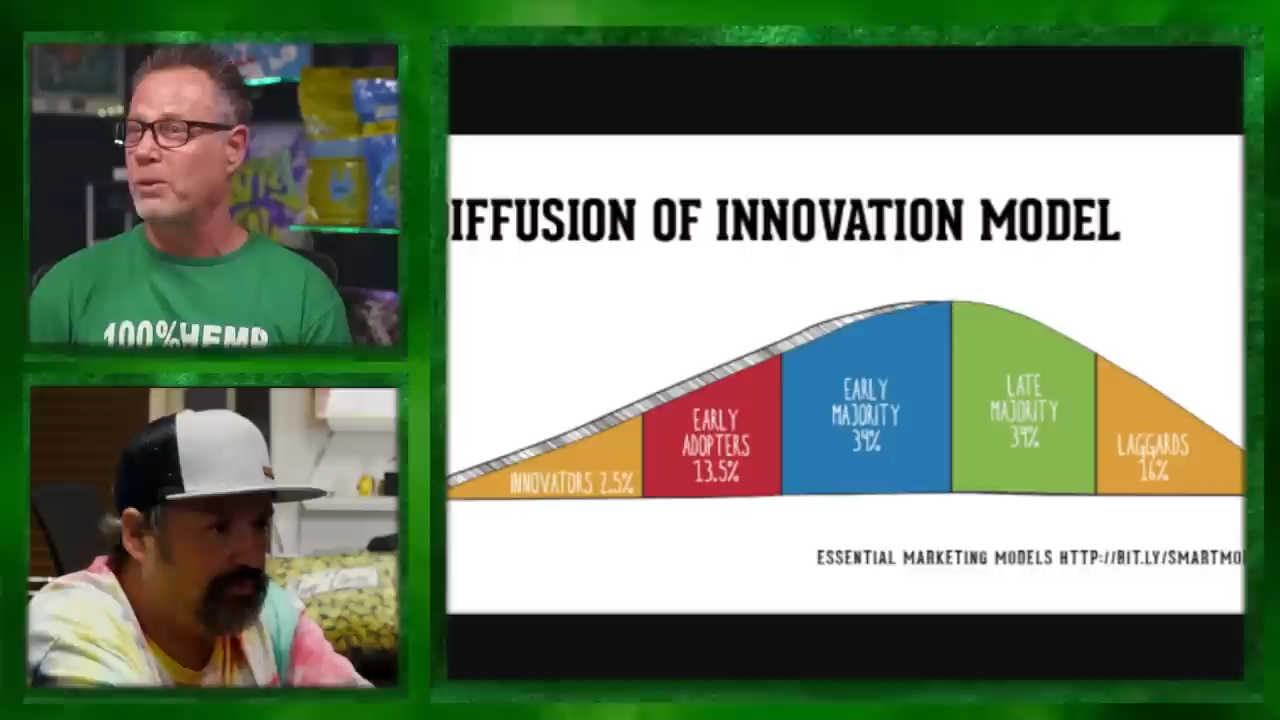 100% HEMP
IFFUSION OF INNOVATION MODEL
INNOVATORS 2.5%
EARLY
ADOPTERS
13.5%
EARLY
MAJORITY
34%
LATE
MAJORITY
34%
LAGGARDS
16%
ESSENTIAL MARKETING MODELS HTTP://BIT.LY/SMARTMO